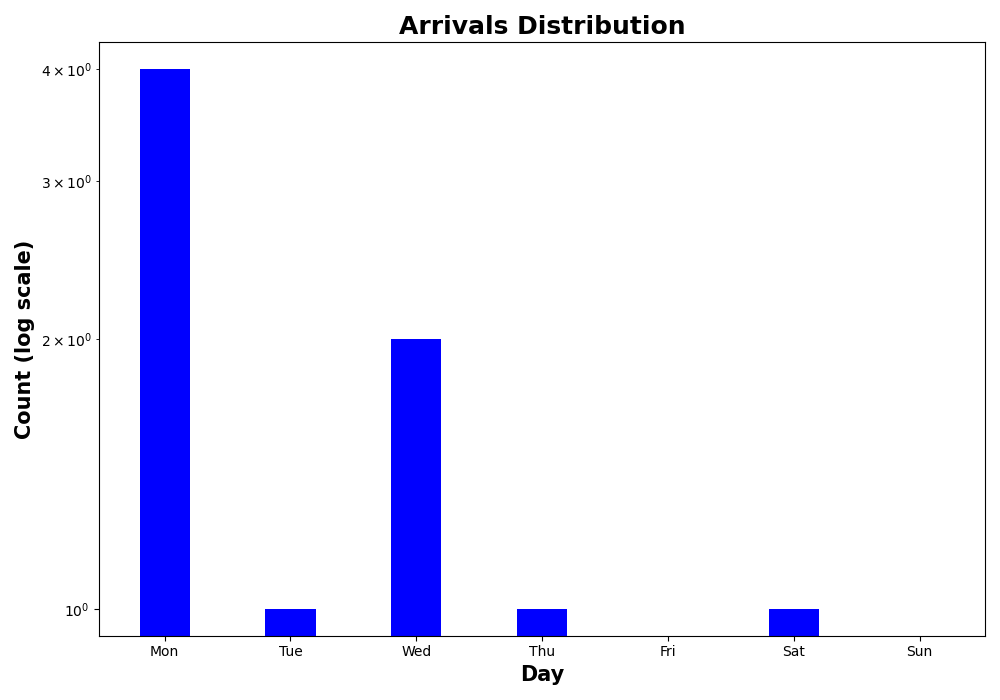 Arrivals Distribution
Count (log scale)
4 × 10⁰
3 × 10⁰
2 × 10⁰
10⁰
Mon Tue Wed Thu Fri Sat Sun
Day